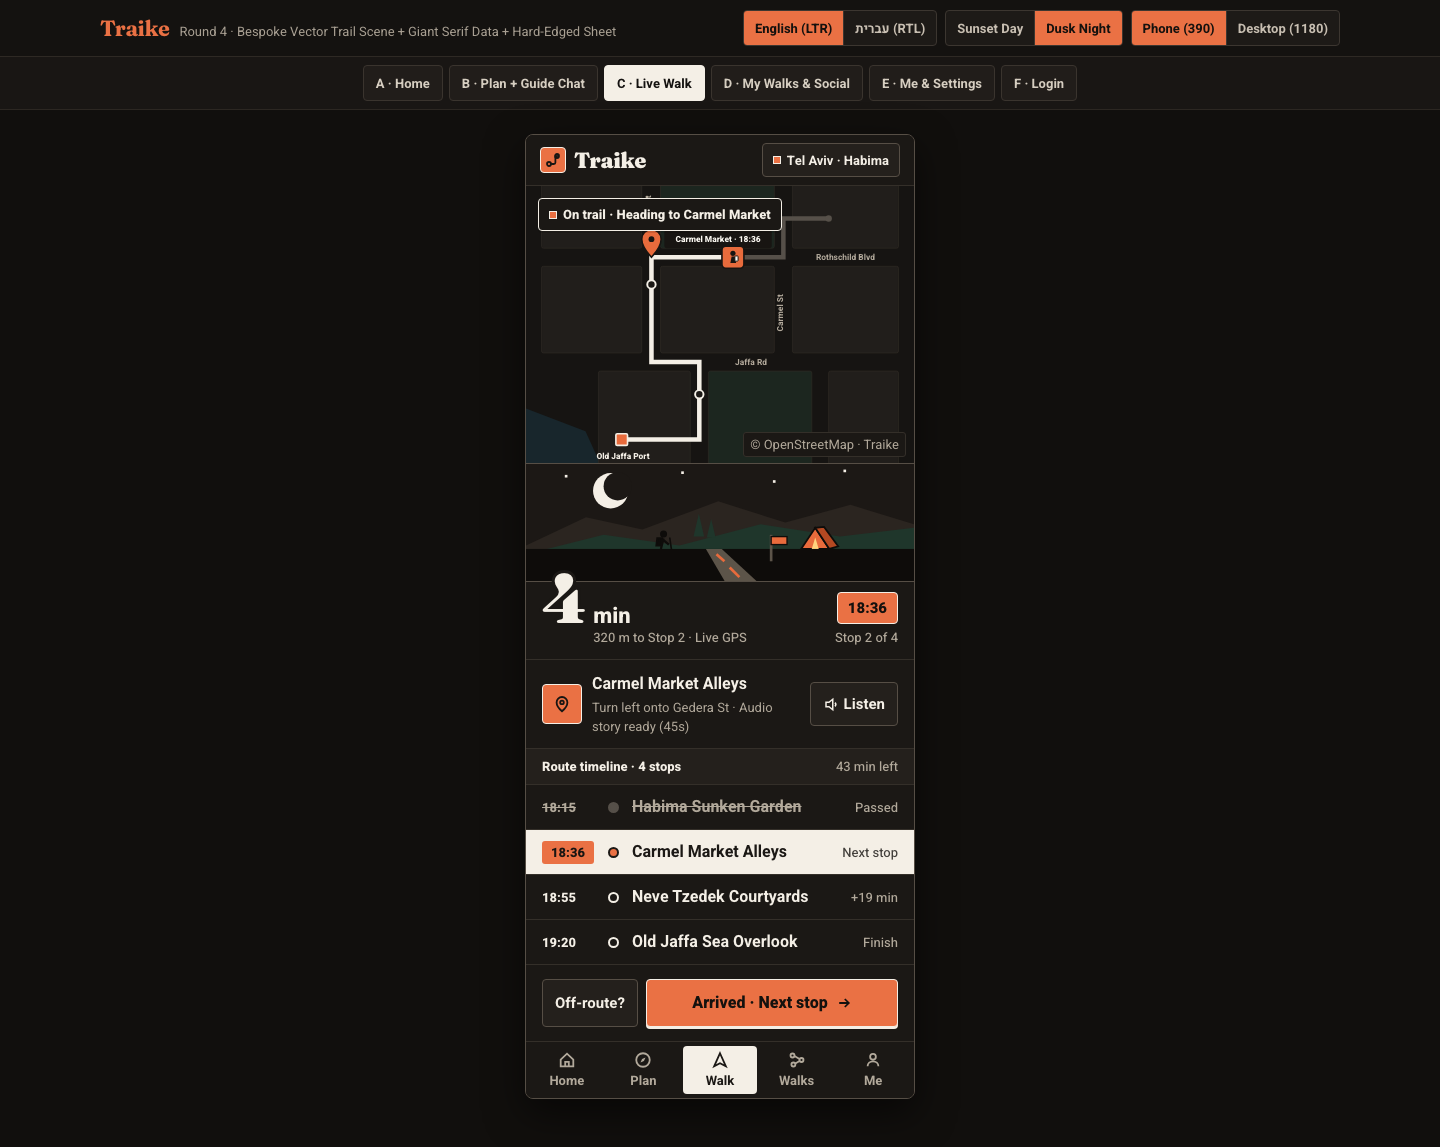 Traike Round 4 · Bespoke Vector Trail Scene + Giant Serif Data + Hard-Edged Sheet
English (LTR) עברית (RTL) Sunset Day Dusk Night Phone (390) Desktop (1180)
A · Home B · Plan + Guide Chat C · Live Walk D · My Walks & Social E · Me & Settings F · Login
Traike Tel Aviv · Habima
On trail · Heading to Carmel Market
Carmel Market · 18:36
Rothschild Blvd
Carmel St
Jaffa Rd
© OpenStreetMap · Traike
Old Jaffa Port
4 min 18:36
320 m to Stop 2 · Live GPS Stop 2 of 4
Carmel Market Alleys
Turn left onto Gedera St · Audio
story ready (45s)
Listen
Route timeline · 4 stops 43 min left
18:15 Habima Sunken Garden Passed
18:36 Carmel Market Alleys Next stop
18:55 Neve Tzedek Courtyards +19 min
19:20 Old Jaffa Sea Overlook Finish
Off-route? Arrived · Next stop →
Home Plan Walk Walks Me